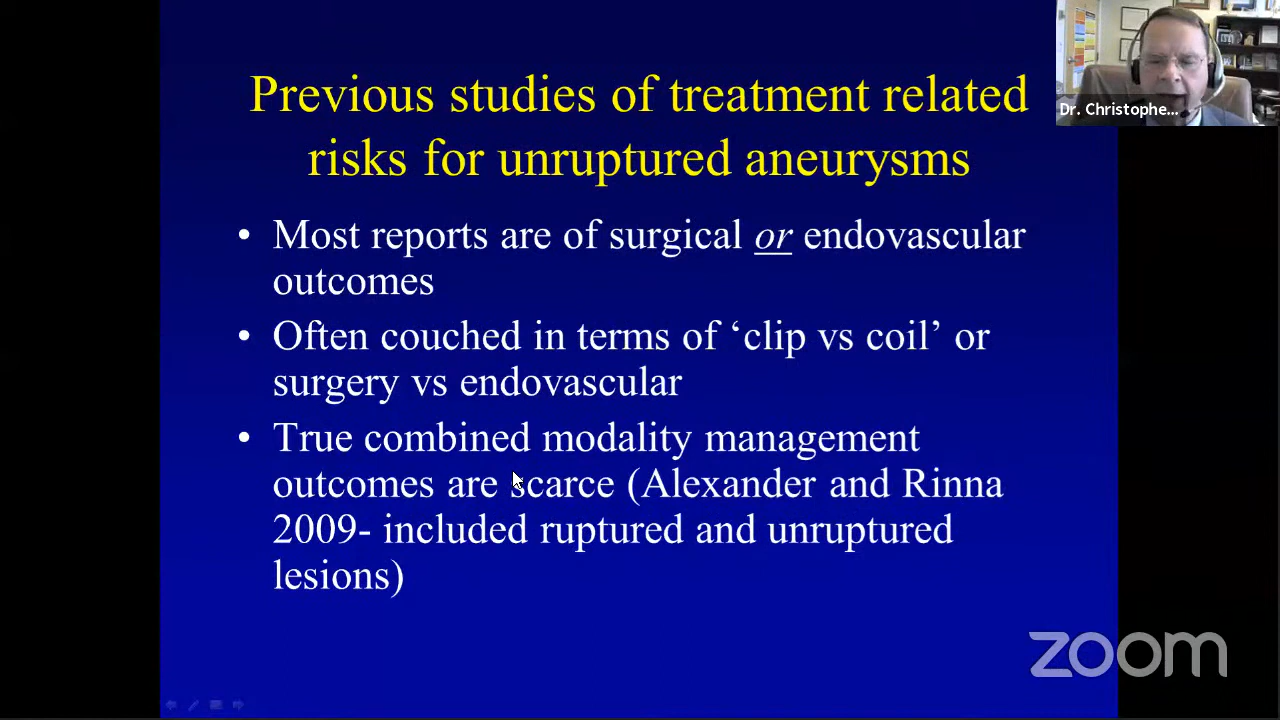 Previous studies of treatment related
risks for unruptured aneurysms
• Most reports are of surgical or endovascular
outcomes
• Often couched in terms of ‘clip vs coil’ or
surgery vs endovascular
• True combined modality management
outcomes are scarce (Alexander and Rinna
2009- included ruptured and unruptured
lesions)
Dr. Christophe...
zoom